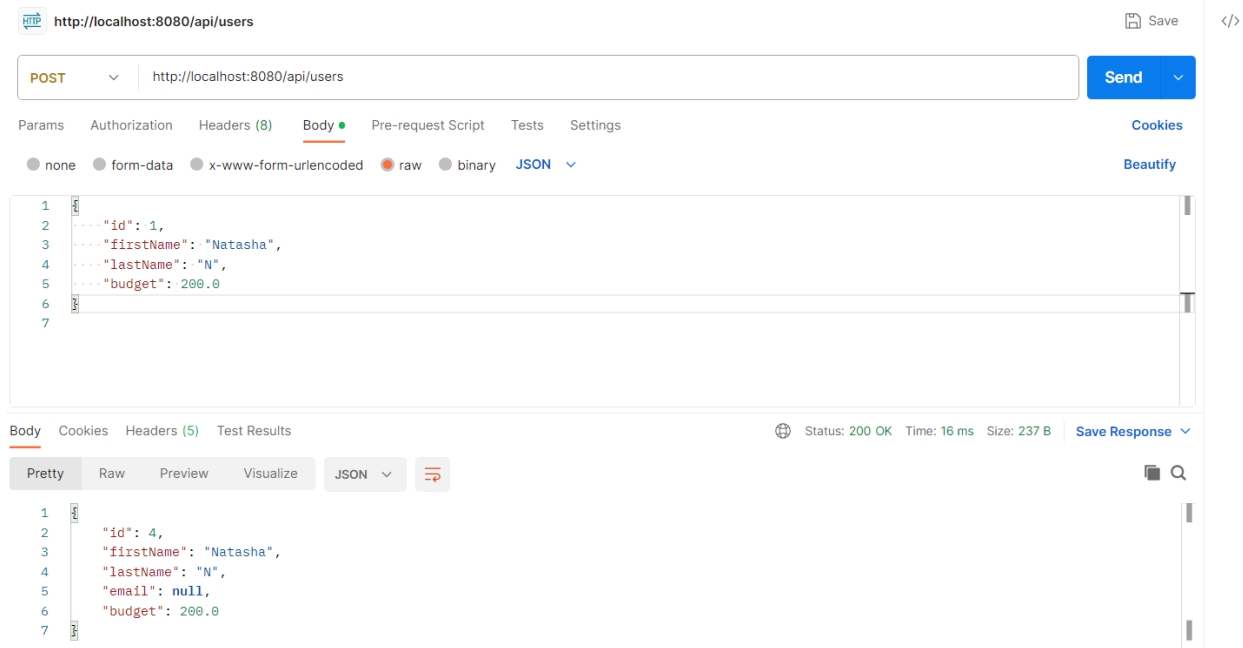 HTTP http://localhost:8080/api/users Save </>
POST http://localhost:8080/api/users Send
Params Authorization Headers (8) Body Pre-request Script Tests Settings Cookies
none form-data x-www-form-urlencoded raw binary JSON Beautify
1 {
2 "id": 1,
3 "firstName": "Natasha",
4 "lastName": "N",
5 "budget": 200.0
6 }
7
Body Cookies Headers (5) Test Results Status: 200 OK Time: 16 ms Size: 237 B Save Response
Pretty Raw Preview Visualize JSON
1 {
2 "id": 4,
3 "firstName": "Natasha",
4 "lastName": "N",
5 "email": null,
6 "budget": 200.0
7 }